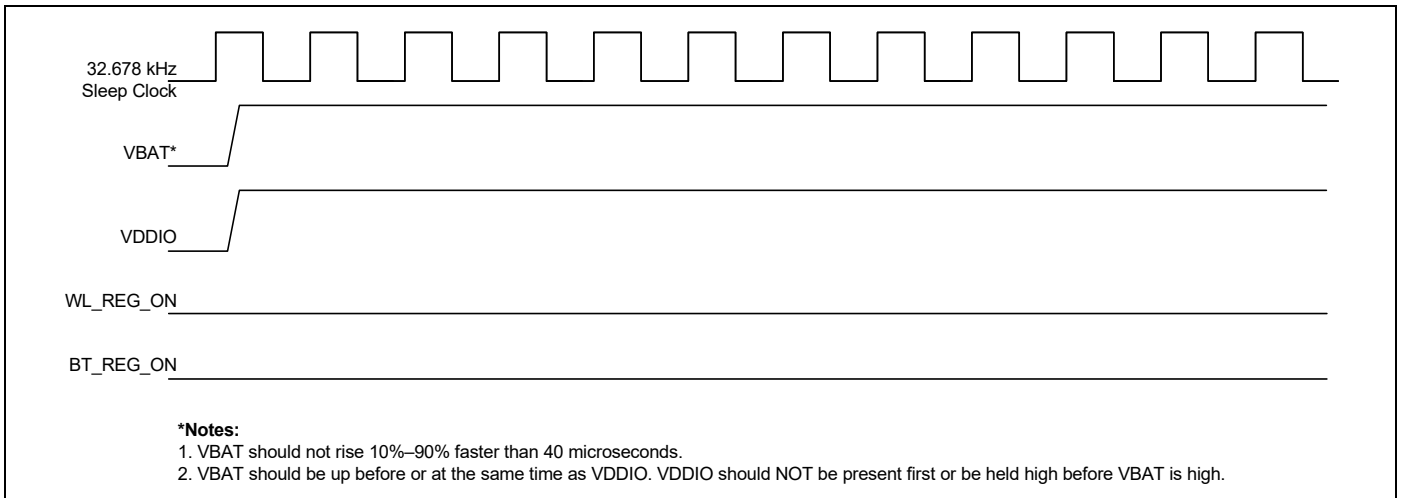 32.678 kHz
Sleep Clock
VBAT*
VDDIO
WL_REG_ON
BT_REG_ON
*Notes:
1. VBAT should not rise 10%–90% faster than 40 microseconds.
2. VBAT should be up before or at the same time as VDDIO. VDDIO should NOT be present first or be held high before VBAT is high.